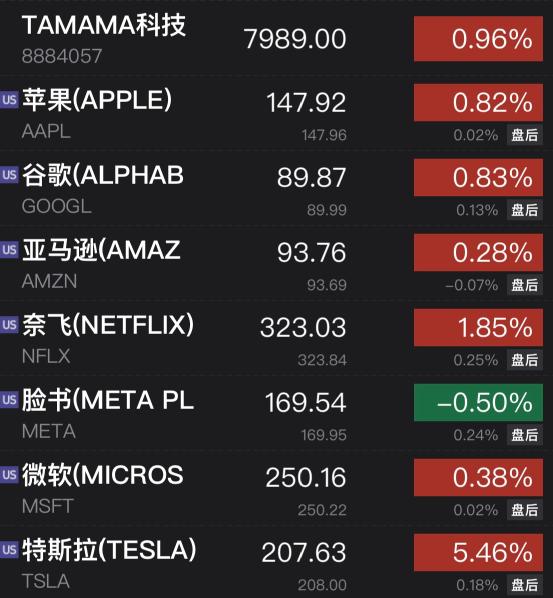 TAMAMA科技 7989.00 0.96%
8884057
US 苹果(APPLE) 147.92 0.82%
AAPL 147.96 0.02% 盘后
US 谷歌(ALPHAB 89.87 0.83%
GOOGL 89.99 0.13% 盘后
US 亚马逊(AMAZ 93.76 0.28%
AMZN 93.69 −0.07% 盘后
US 奈飞(NETFLIX) 323.03 1.85%
NFLX 323.84 0.25% 盘后
US 脸书(META PL 169.54 −0.50%
META 169.95 0.24% 盘后
US 微软(MICROS 250.16 0.38%
MSFT 250.22 0.02% 盘后
US 特斯拉(TESLA) 207.63 5.46%
TSLA 208.00 0.18% 盘后